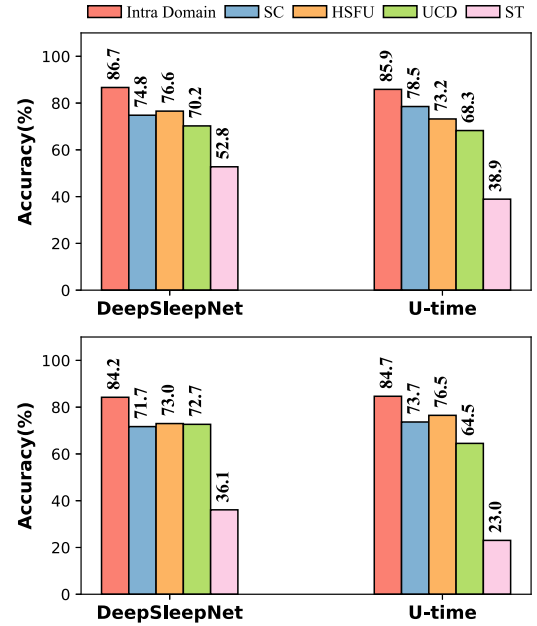 Intra Domain SC HSFU UCD ST
100
80
60
40
20
0
Accuracy(%)
86.7 74.8 76.6 70.2 52.8
85.9 78.5 73.2 68.3 38.9
DeepSleepNet U-time
100
80
60
40
20
0
Accuracy(%)
84.2 71.7 73.0 72.7 36.1
84.7 73.7 76.5 64.5 23.0
DeepSleepNet U-time